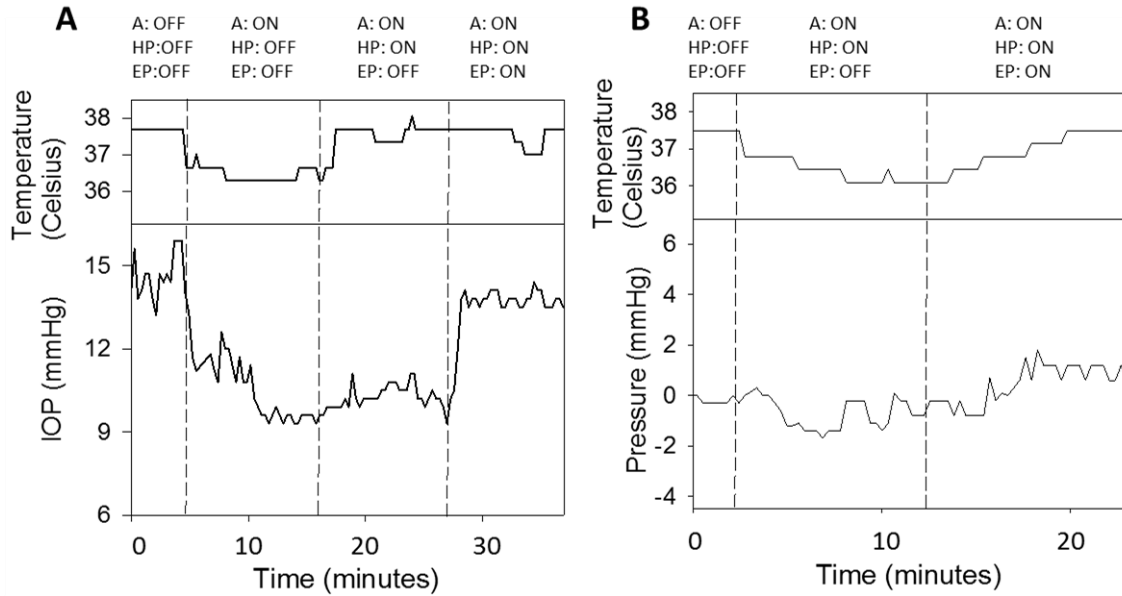 A
A: OFF
HP:OFF
EP:OFF
A: ON
HP: OFF
EP: OFF
A: ON
HP: ON
EP: OFF
A: ON
HP: ON
EP: ON
Temperature
(Celsius)
38
37
36
IOP (mmHg)
15
12
9
6
0
10
20
30
Time (minutes)
B
A: OFF
HP:OFF
EP:OFF
A: ON
HP: ON
EP: OFF
A: ON
HP: ON
EP: ON
Temperature
(Celsius)
38
37
36
Pressure (mmHg)
6
4
2
0
-2
-4
0
10
20
Time (minutes)